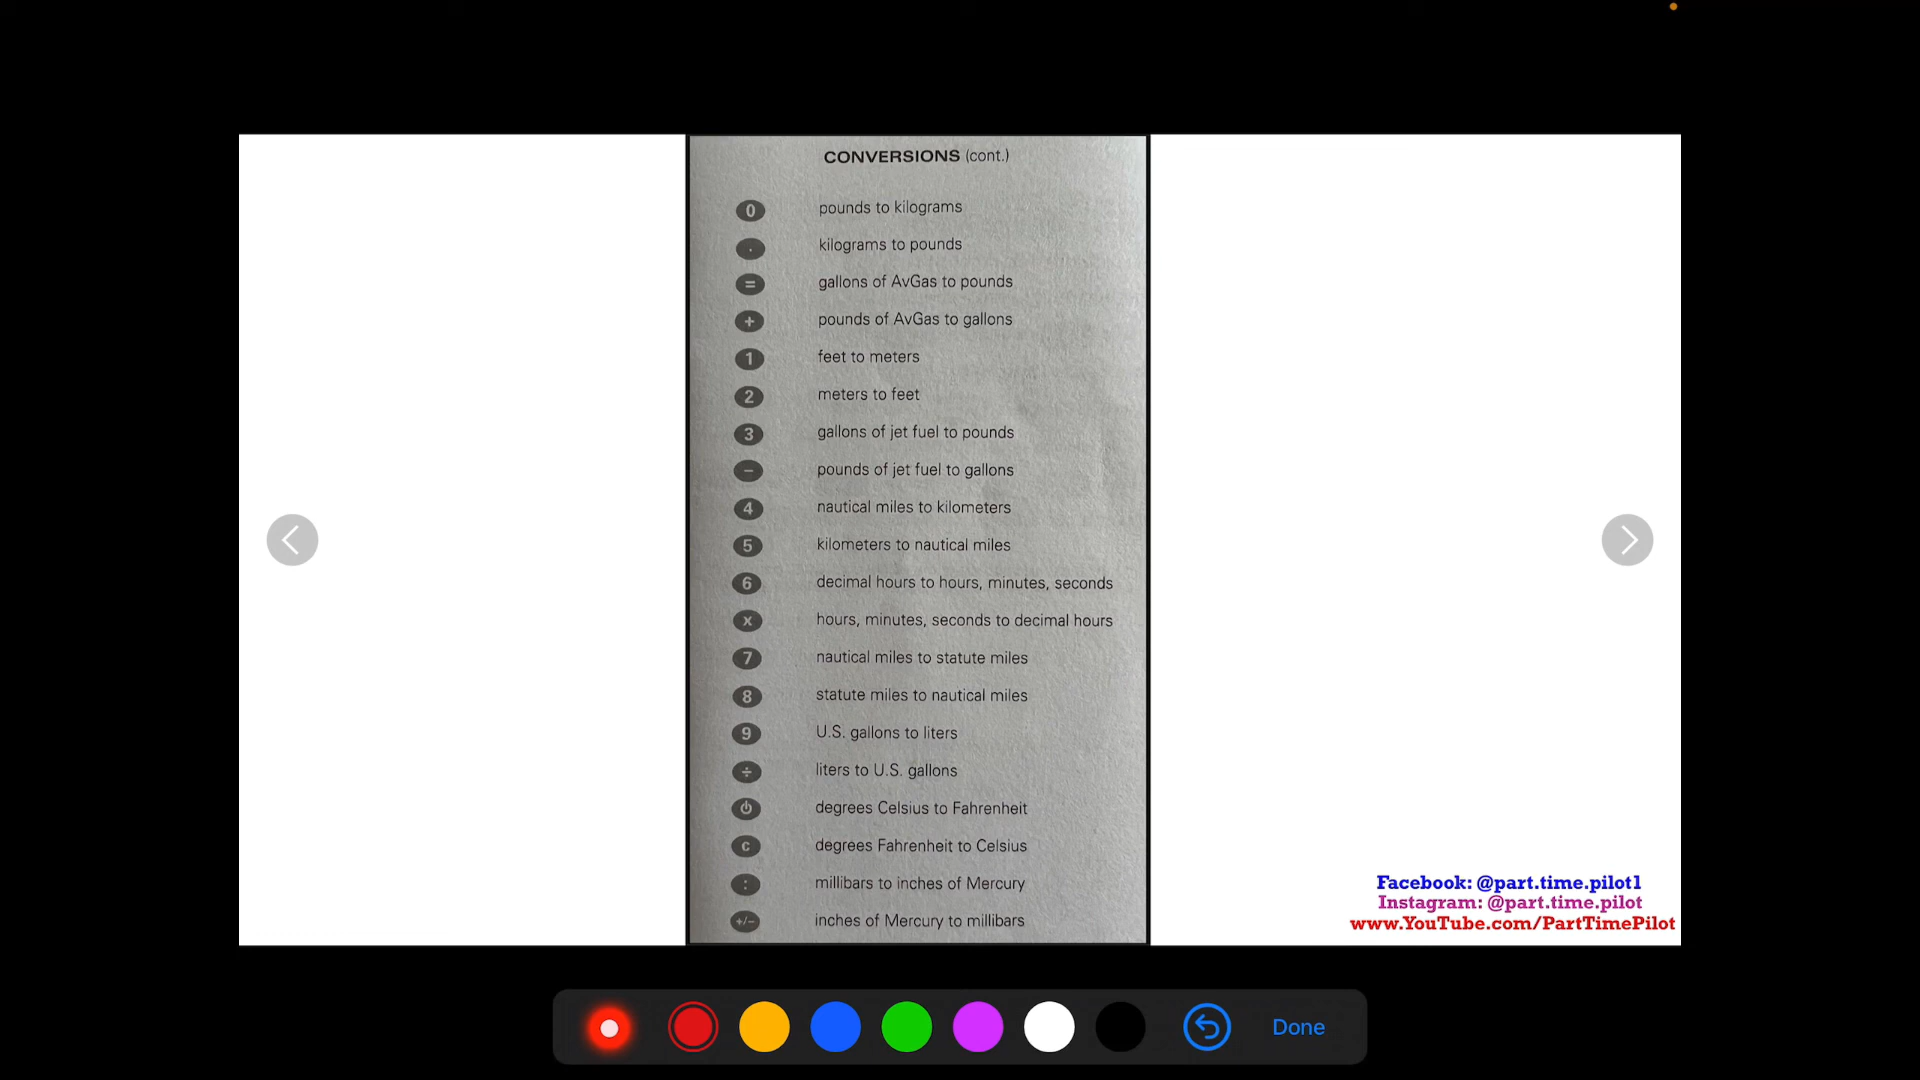 CONVERSIONS (cont.)
0 pounds to kilograms
. kilograms to pounds
= gallons of AvGas to pounds
+ pounds of AvGas to gallons
1 feet to meters
2 meters to feet
3 gallons of jet fuel to pounds
− pounds of jet fuel to gallons
4 nautical miles to kilometers
5 kilometers to nautical miles
6 decimal hours to hours, minutes, seconds
x hours, minutes, seconds to decimal hours
7 nautical miles to statute miles
8 statute miles to nautical miles
9 U.S. gallons to liters
÷ liters to U.S. gallons
⏻ degrees Celsius to Fahrenheit
C degrees Fahrenheit to Celsius
: millibars to inches of Mercury
+/− inches of Mercury to millibars
Facebook: @part.time.pilot1
Instagram: @part.time.pilot
www.YouTube.com/PartTimePilot
Done